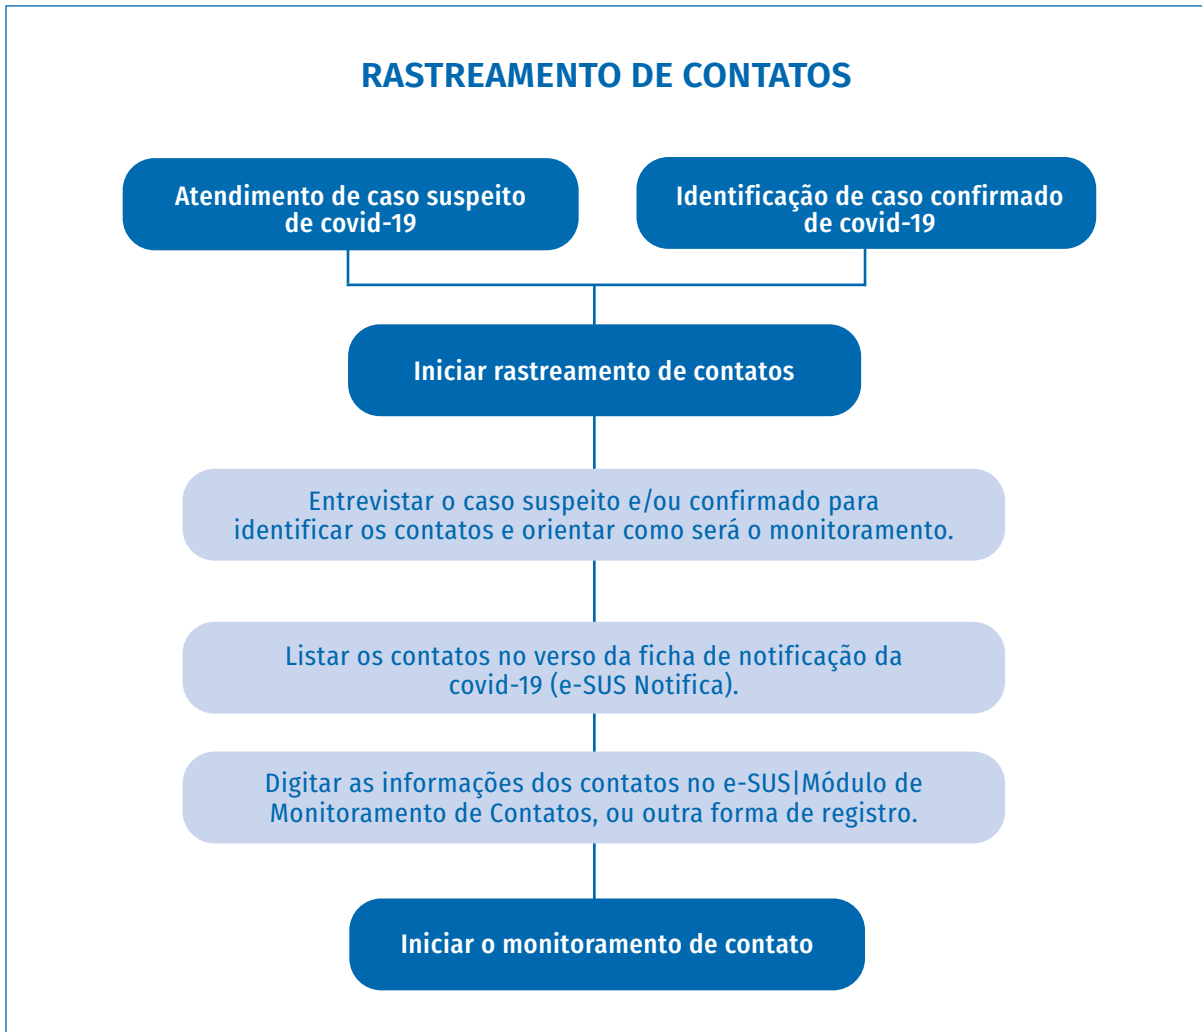 RASTREAMENTO DE CONTATOS
Atendimento de caso suspeito
de covid-19
Identificação de caso confirmado
de covid-19
Iniciar rastreamento de contatos
Entrevistar o caso suspeito e/ou confirmado para
identificar os contatos e orientar como será o monitoramento.
Listar os contatos no verso da ficha de notificação da
covid-19 (e-SUS Notifica).
Digitar as informações dos contatos no e-SUS|Módulo de
Monitoramento de Contatos, ou outra forma de registro.
Iniciar o monitoramento de contato